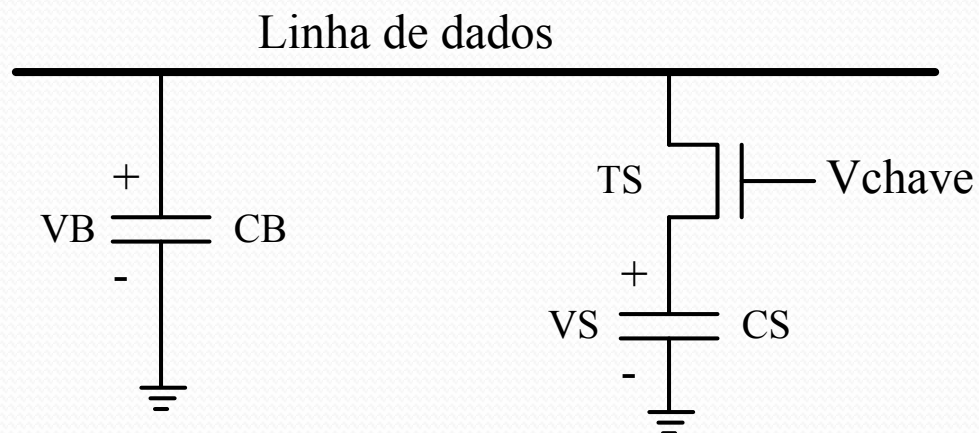 Linha de dados
+
VB
CB
-
TS
Vchave
+
VS
CS
-